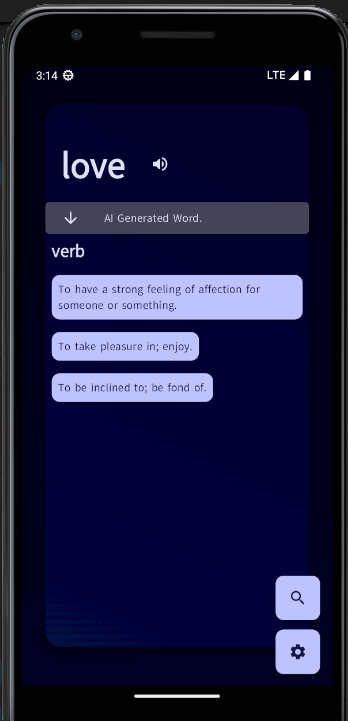 3:14
LTE
love
AI Generated Word.
verb
To have a strong feeling of affection for
someone or something.
To take pleasure in; enjoy.
To be inclined to; be fond of.